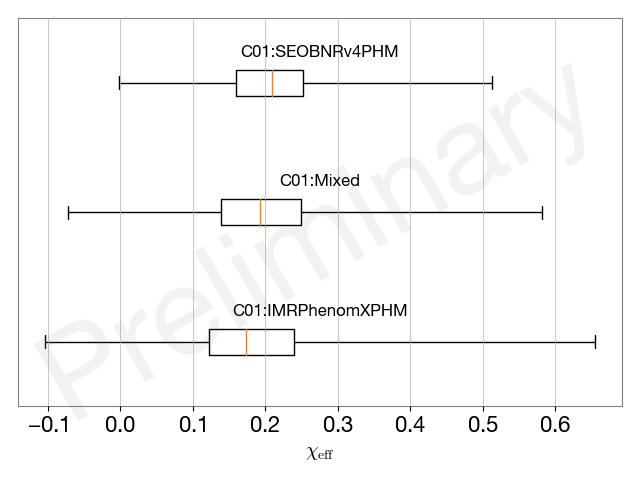 C01:SEOBNRv4PHM
C01:Mixed
C01:IMRPhenomXPHM
Preliminary
−0.1 0.0 0.1 0.2 0.3 0.4 0.5 0.6
χeff